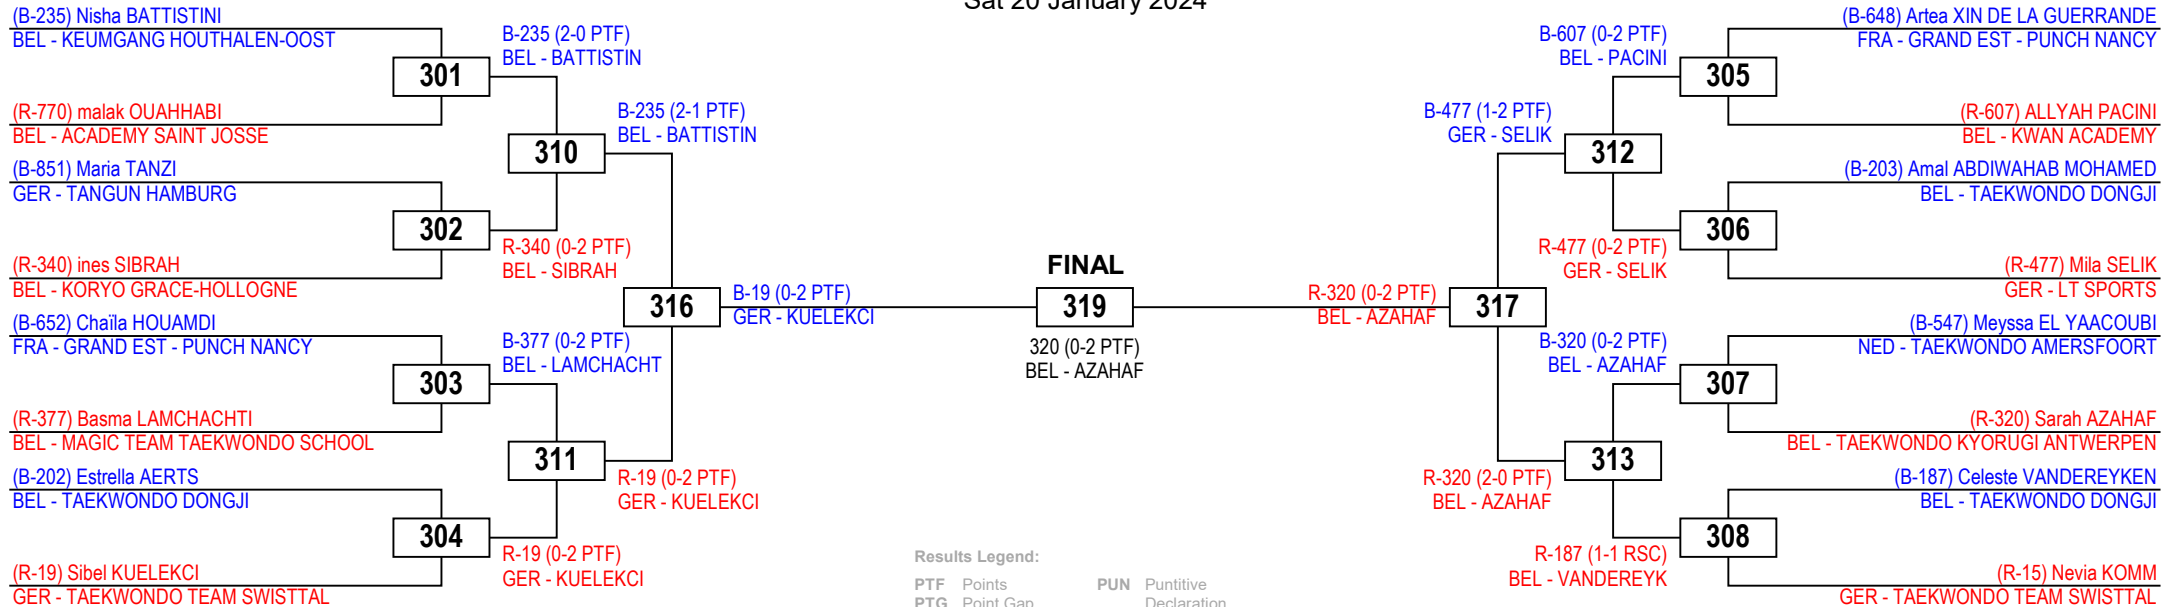 Sat 20 January 2024
(B-235) Nisha BATTISTINI
BEL - KEUMGANG HOUTHALEN-OOST
301
(R-770) malak OUAHHABI
BEL - ACADEMY SAINT JOSSE
(B-851) Maria TANZI
GER - TANGUN HAMBURG
302
(R-340) ines SIBRAH
BEL - KORYO GRACE-HOLLOGNE
(B-652) Chaïla HOUAMDI
FRA - GRAND EST - PUNCH NANCY
303
(R-377) Basma LAMCHACHTI
BEL - MAGIC TEAM TAEKWONDO SCHOOL
(B-202) Estrella AERTS
BEL - TAEKWONDO DONGJI
304
(R-19) Sibel KUELEKCI
GER - TAEKWONDO TEAM SWISTTAL
B-235 (2-0 PTF)
BEL - BATTISTIN
310
R-340 (0-2 PTF)
BEL - SIBRAH
B-377 (0-2 PTF)
BEL - LAMCHACHT
311
R-19 (0-2 PTF)
GER - KUELEKCI
B-235 (2-1 PTF)
BEL - BATTISTIN
316
R-19 (0-2 PTF)
GER - KUELEKCI
B-19 (0-2 PTF)
GER - KUELEKCI
FINAL
319
320 (0-2 PTF)
BEL - AZAHAF
R-320 (0-2 PTF)
BEL - AZAHAF
B-477 (1-2 PTF)
GER - SELIK
317
R-320 (2-0 PTF)
BEL - AZAHAF
B-607 (0-2 PTF)
BEL - PACINI
312
R-477 (0-2 PTF)
GER - SELIK
B-320 (0-2 PTF)
BEL - AZAHAF
313
R-187 (1-1 RSC)
BEL - VANDEREYK
(B-648) Artea XIN DE LA GUERRANDE
FRA - GRAND EST - PUNCH NANCY
305
(R-607) ALLYAH PACINI
BEL - KWAN ACADEMY
(B-203) Amal ABDIWAHAB MOHAMED
BEL - TAEKWONDO DONGJI
306
(R-477) Mila SELIK
GER - LT SPORTS
(B-547) Meyssa EL YAACOUBI
NED - TAEKWONDO AMERSFOORT
307
(R-320) Sarah AZAHAF
BEL - TAEKWONDO KYORUGI ANTWERPEN
(B-187) Celeste VANDEREYKEN
BEL - TAEKWONDO DONGJI
308
(R-15) Nevia KOMM
GER - TAEKWONDO TEAM SWISTTAL
Results Legend:
PTF Points PUN Puntitive
PTG Point Gap Declaration